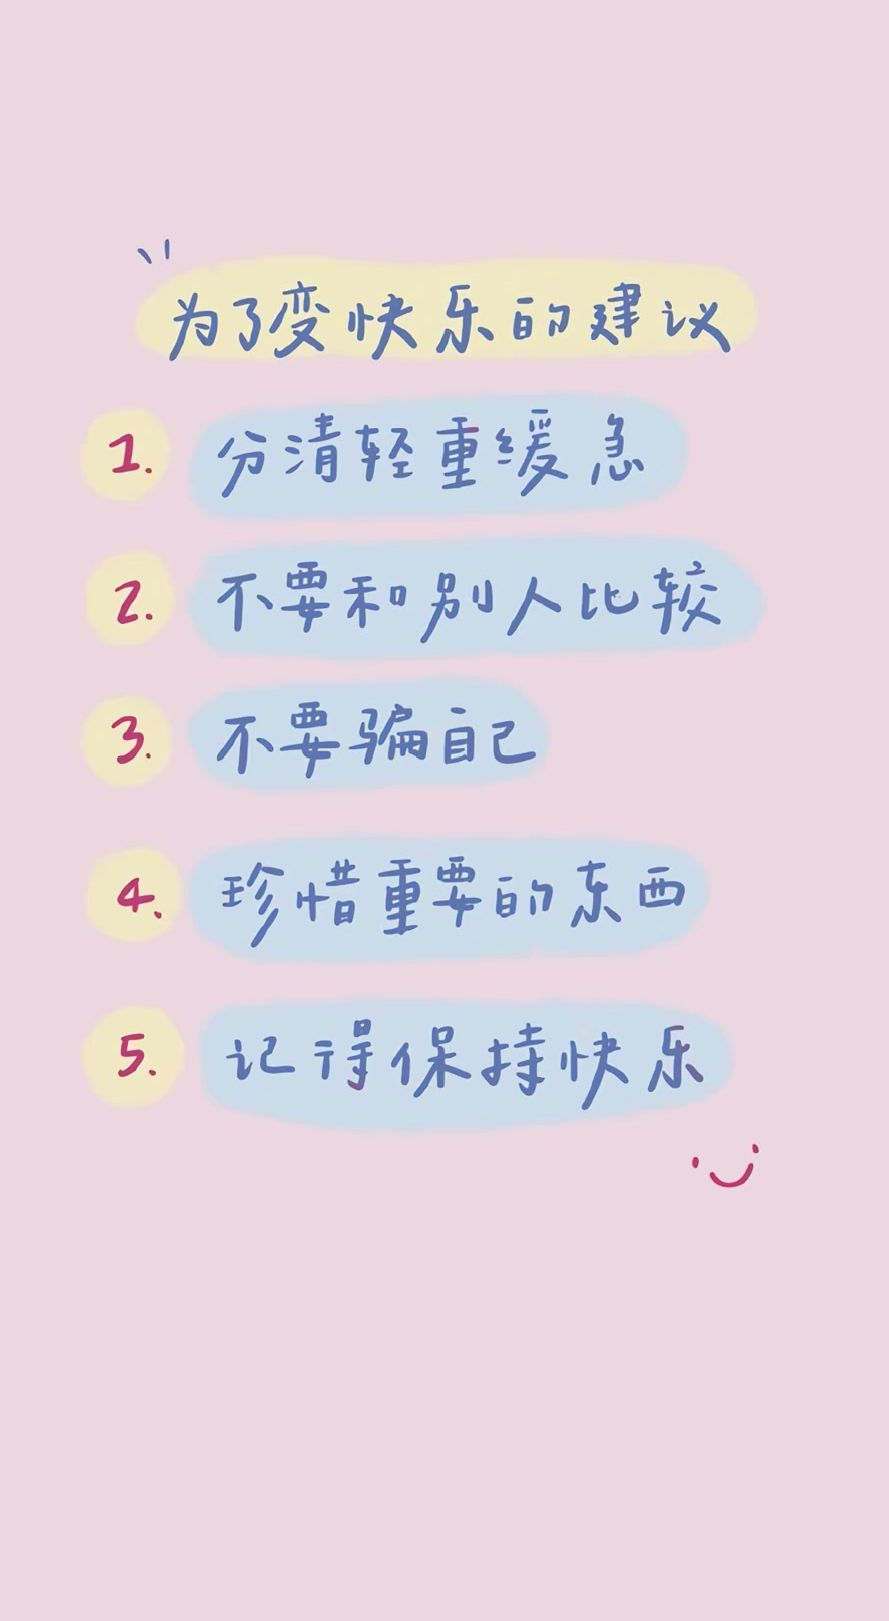 为了变快乐的建议
1. 分清轻重缓急
2. 不要和别人比较
3. 不要骗自己
4. 珍惜重要的东西
5. 记得保持快乐